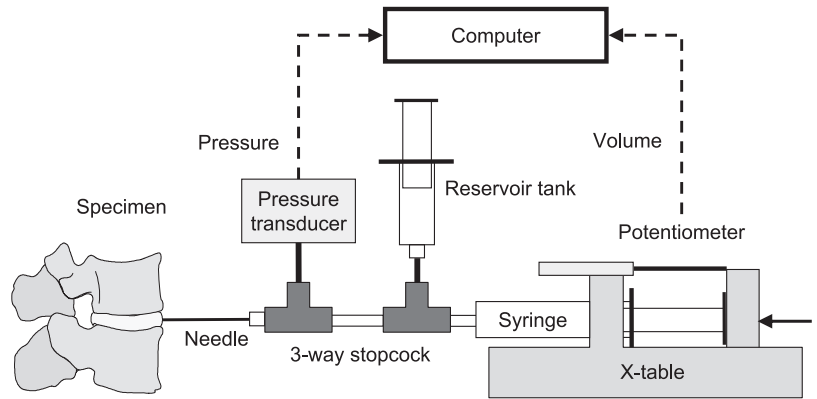 Computer
Pressure
Volume
Reservoir tank
Pressure
transducer
Specimen
Potentiometer
Needle
Syringe
3-way stopcock
X-table